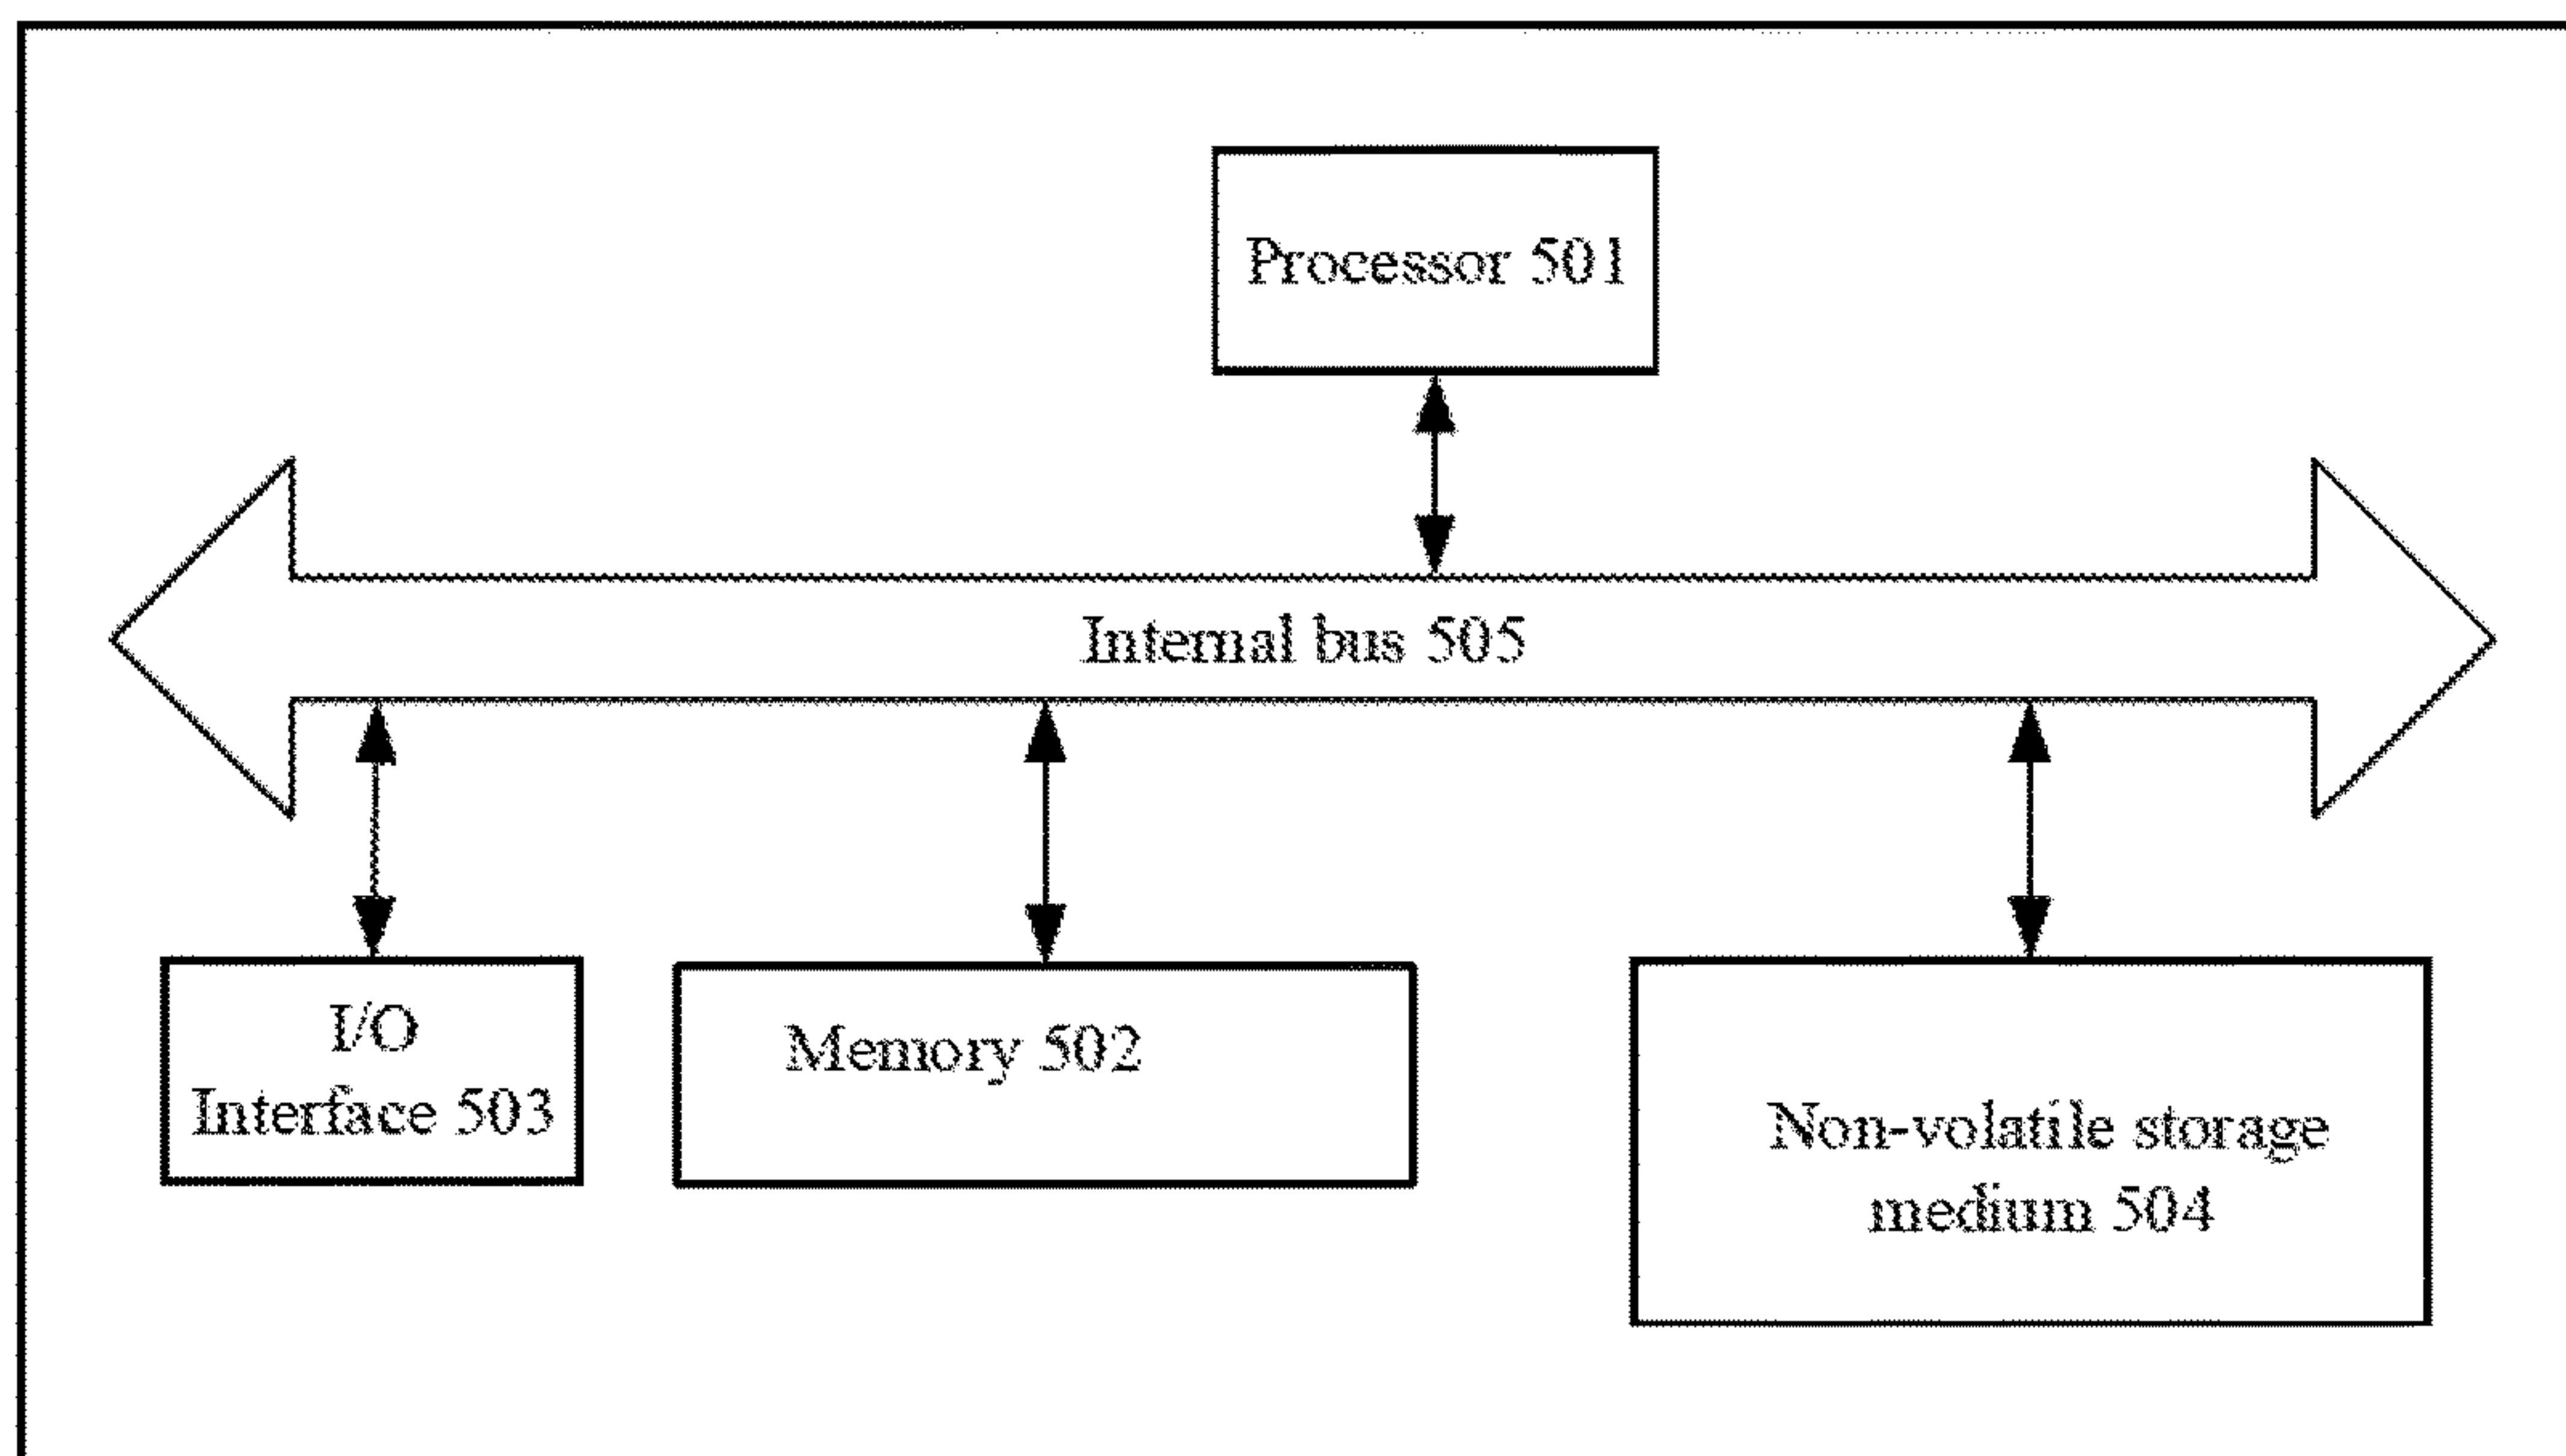 Processor 501
Internal bus 505
I/O
Interface 503
Memory 502
Non-volatile storage
medium 504